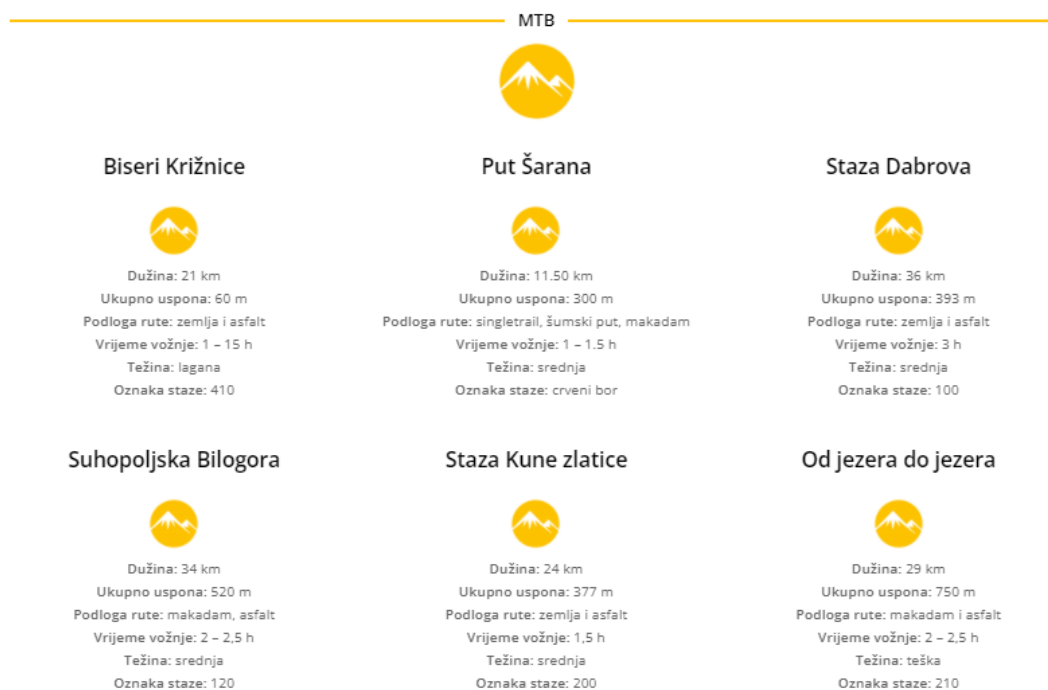 MTB
Biseri Križnice
Dužina: 21 km
Ukupno uspona: 60 m
Podloga rute: zemlja i asfalt
Vrijeme vožnje: 1 – 15 h
Težina: lagana
Oznaka staze: 410
Put Šarana
Dužina: 11.50 km
Ukupno uspona: 300 m
Podloga rute: singletrail, šumski put, makadam
Vrijeme vožnje: 1 – 1.5 h
Težina: srednja
Oznaka staze: crveni bor
Staza Dabrova
Dužina: 36 km
Ukupno uspona: 393 m
Podloga rute: zemlja i asfalt
Vrijeme vožnje: 3 h
Težina: srednja
Oznaka staze: 100
Suhopoljska Bilogora
Dužina: 34 km
Ukupno uspona: 520 m
Podloga rute: makadam, asfalt
Vrijeme vožnje: 2 – 2,5 h
Težina: srednja
Oznaka staze: 120
Staza Kune zlatice
Dužina: 24 km
Ukupno uspona: 377 m
Podloga rute: zemlja i asfalt
Vrijeme vožnje: 1,5 h
Težina: srednja
Oznaka staze: 200
Od jezera do jezera
Dužina: 29 km
Ukupno uspona: 750 m
Podloga rute: makadam i asfalt
Vrijeme vožnje: 2 – 2,5 h
Težina: teška
Oznaka staze: 210